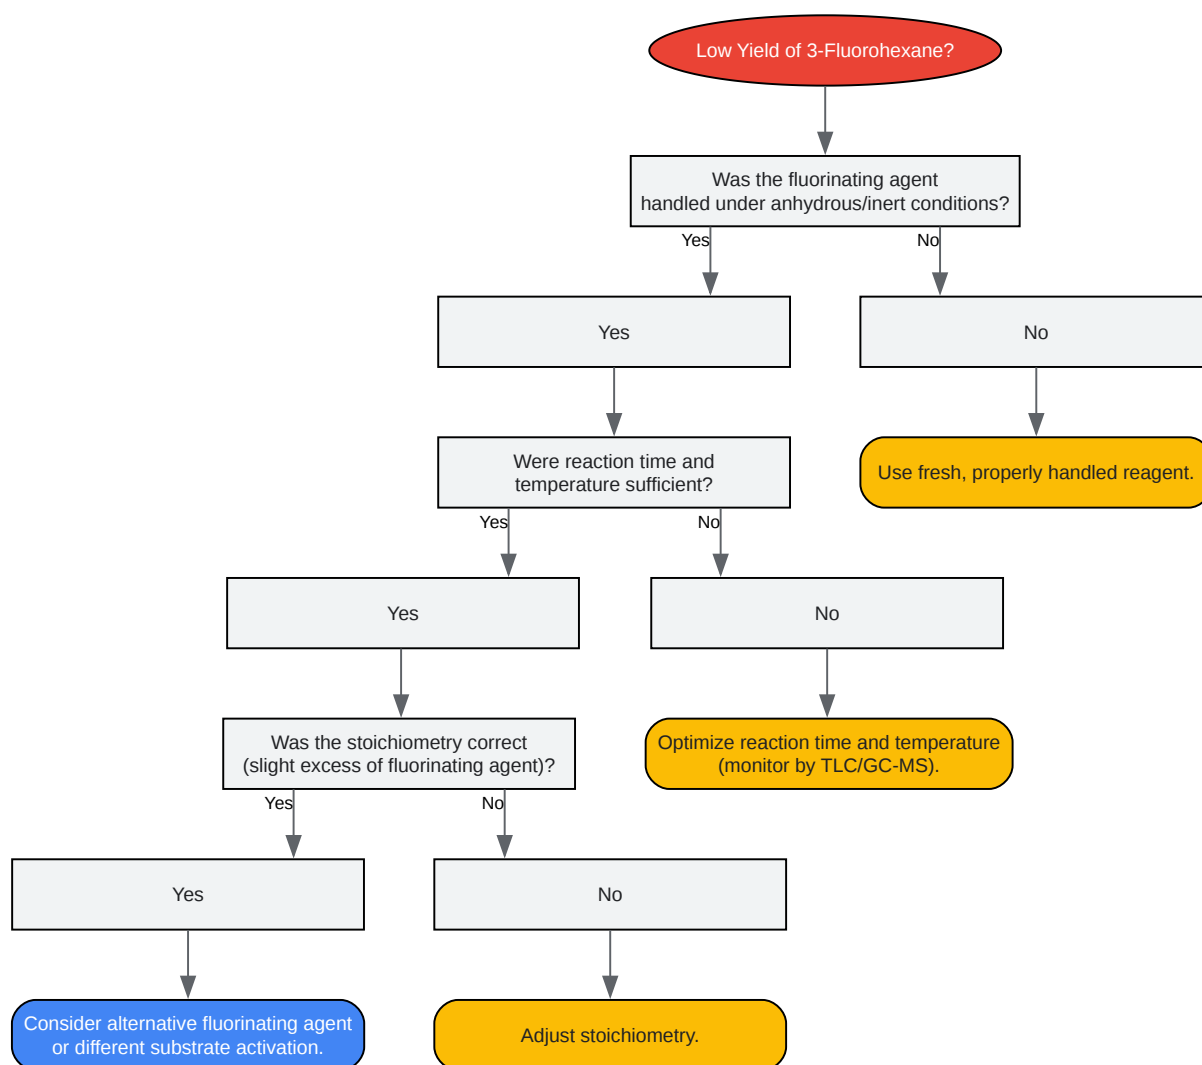 Low Yield of 3-Fluorohexane?
Was the fluorinating agent
handled under anhydrous/inert conditions?
Yes
No
Yes
No
Were reaction time and
temperature sufficient?
Use fresh, properly handled reagent.
Yes
No
Yes
No
Was the stoichiometry correct
(slight excess of fluorinating agent)?
Optimize reaction time and temperature
(monitor by TLC/GC-MS).
Yes
No
Yes
No
Consider alternative fluorinating agent
or different substrate activation.
Adjust stoichiometry.